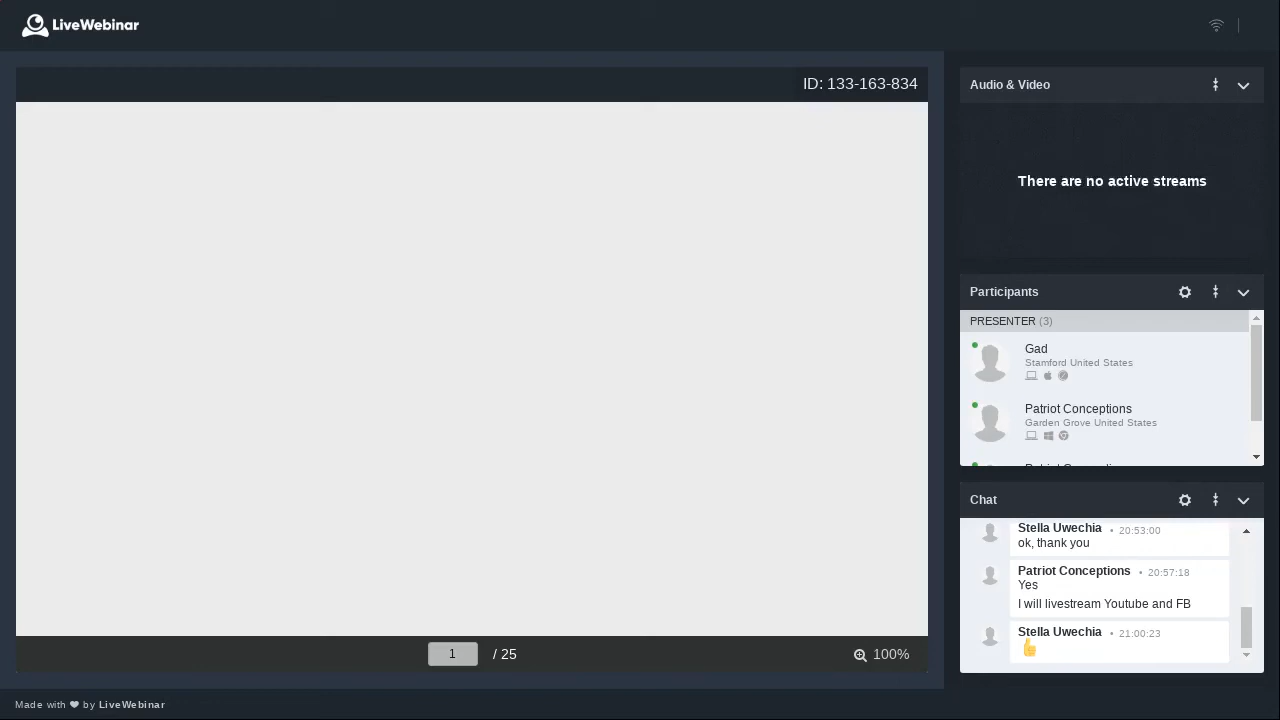 LiveWebinar
ID: 133-163-834
1 / 25
100%
Audio & Video
There are no active streams
Participants
PRESENTER (3)
Gad
Stamford United States
Patriot Conceptions
Garden Grove United States
Chat
Stella Uwechia • 20:53:00
ok, thank you
Patriot Conceptions • 20:57:18
Yes
I will livestream Youtube and FB
Stella Uwechia • 21:00:23
👍
Made with ❤ by LiveWebinar